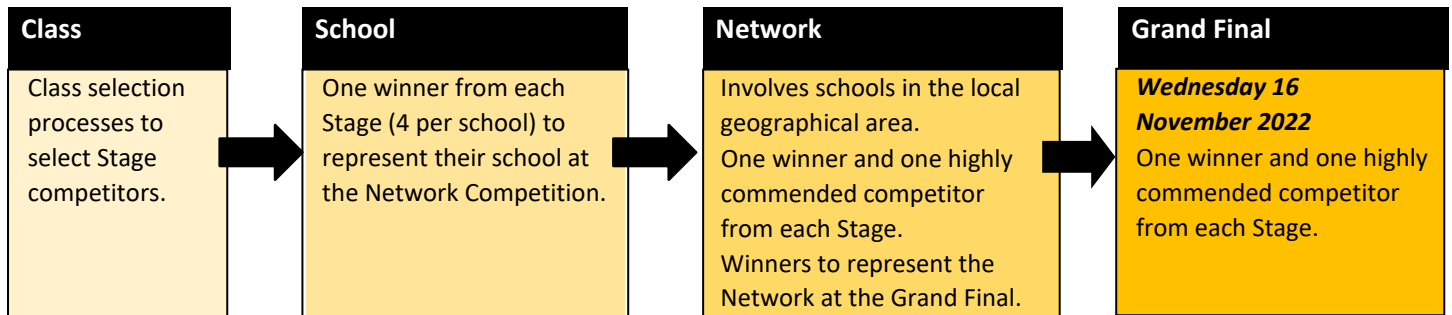 Class
Class selection
processes to
select Stage
competitors.
School
One winner from each
Stage (4 per school) to
represent their school at
the Network Competition.
Network
Involves schools in the local
geographical area.
One winner and one highly
commended competitor
from each Stage.
Winners to represent the
Network at the Grand Final.
Grand Final
Wednesday 16
November 2022
One winner and one highly
commended competitor
from each Stage.